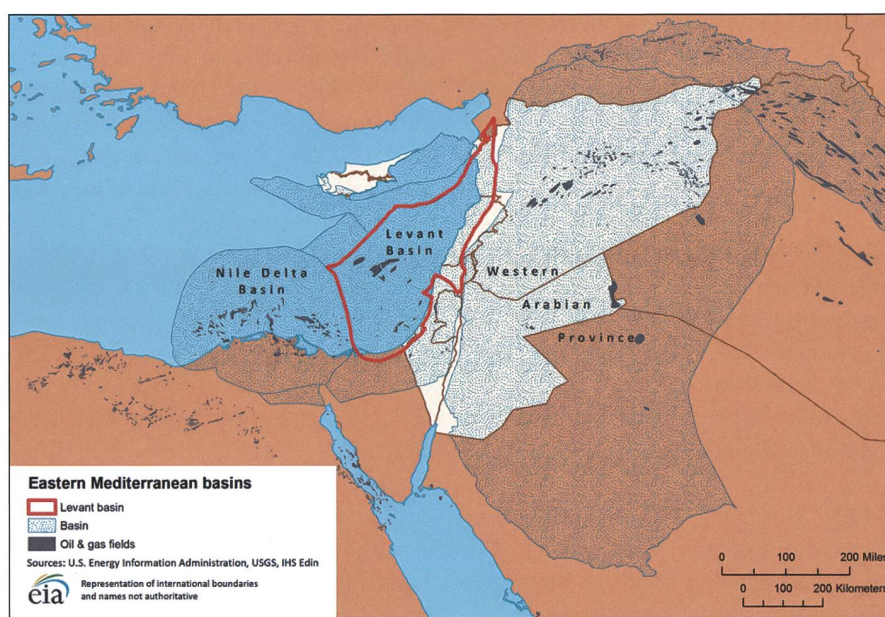 Levant
Basin
Nile Delta
Basin
Western
Arabian
Province
Eastern Mediterranean basins
Levant basin
Basin
Oil & gas fields
Sources: U.S. Energy Information Administration, USGS, IHS Edin
eia
Representation of international boundaries
and names not authoritative
0 100 200 Miles
0 100 200 Kilometers